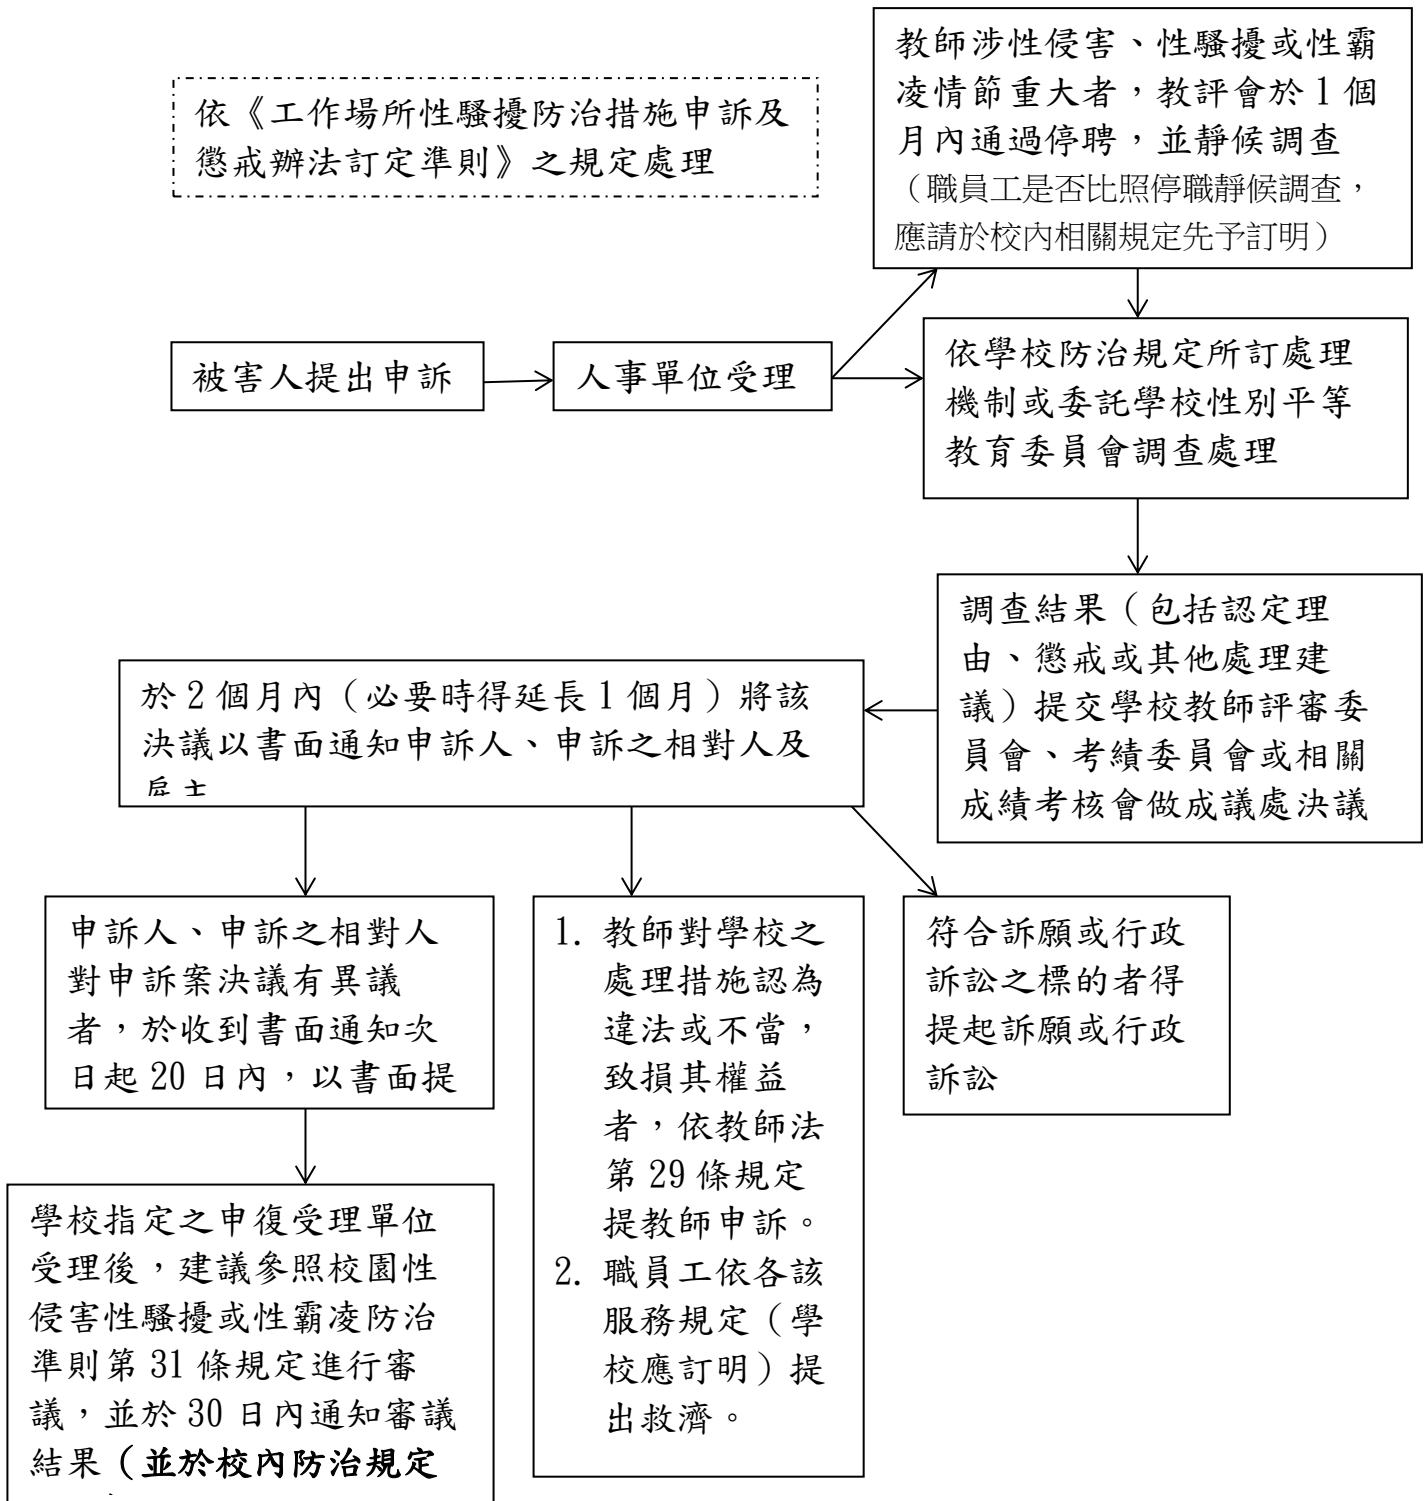 依《工作場所性騷擾防治措施申訴及
懲戒辦法訂定準則》之規定處理
教師涉性侵害、性騷擾或性霸
凌情節重大者，教評會於1個
月內通過停聘，並靜候調查
（職員工是否比照停職靜候調查，
應請於校內相關規定先予訂明）
被害人提出申訴
人事單位受理
依學校防治規定所訂處理
機制或委託學校性別平等
教育委員會調查處理
調查結果（包括認定理
由、懲戒或其他處理建
議）提交學校教師評審委
員會、考績委員會或相關
成績考核會做成議處決議
於2個月內（必要時得延長1個月）將該
決議以書面通知申訴人、申訴之相對人及
申訴人、申訴之相對人
對申訴案決議有異議
者，於收到書面通知次
日起20日內，以書面提
學校指定之申復受理單位
受理後，建議參照校園性
侵害性騷擾或性霸凌防治
準則第31條規定進行審
議，並於30日內通知審議
結果（並於校內防治規定
1. 教師對學校之
處理措施認為
違法或不當，
致損其權益
者，依教師法
第29條規定
提教師申訴。
2. 職員工依各該
服務規定（學
校應訂明）提
出救濟。
符合訴願或行政
訴訟之標的者得
提起訴願或行政
訴訟